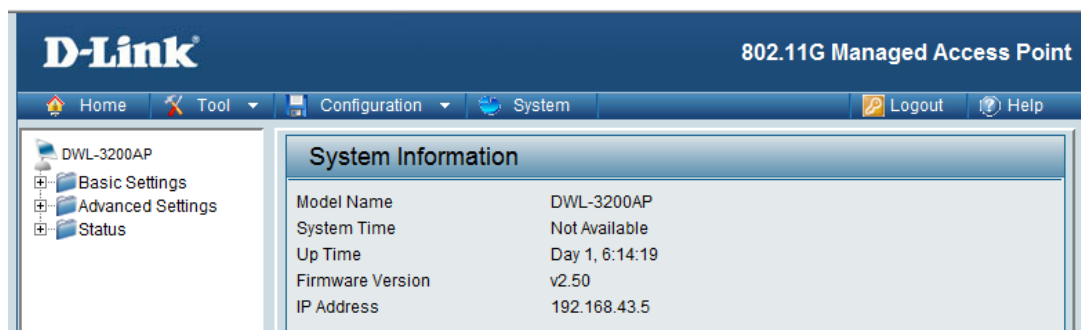 D-Link
802.11G Managed Access Point
Home Tool Configuration System Logout Help
DWL-3200AP
Basic Settings
Advanced Settings
Status
System Information
Model Name DWL-3200AP
System Time Not Available
Up Time Day 1, 6:14:19
Firmware Version v2.50
IP Address 192.168.43.5